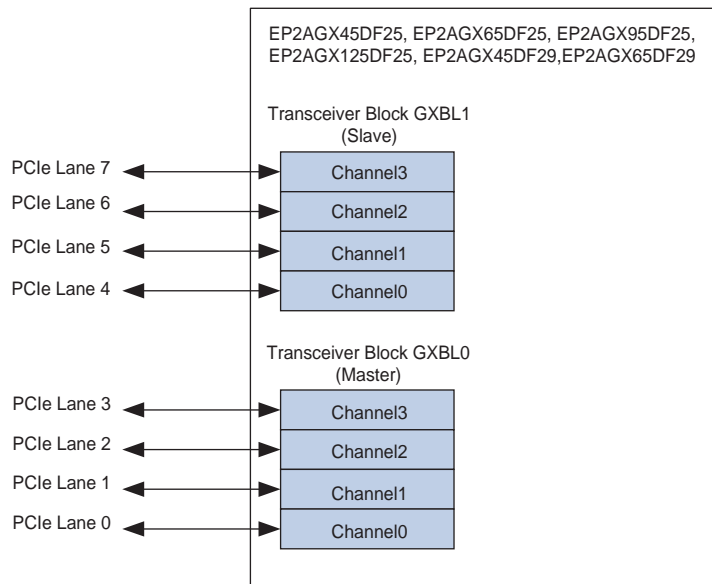 EP2AGX45DF25, EP2AGX65DF25, EP2AGX95DF25,
EP2AGX125DF25, EP2AGX45DF29,EP2AGX65DF29
Transceiver Block GXBL1
(Slave)
PCIe Lane 7
Channel3
PCIe Lane 6
Channel2
PCIe Lane 5
Channel1
PCIe Lane 4
Channel0
Transceiver Block GXBL0
(Master)
PCIe Lane 3
Channel3
PCIe Lane 2
Channel2
PCIe Lane 1
Channel1
PCIe Lane 0
Channel0